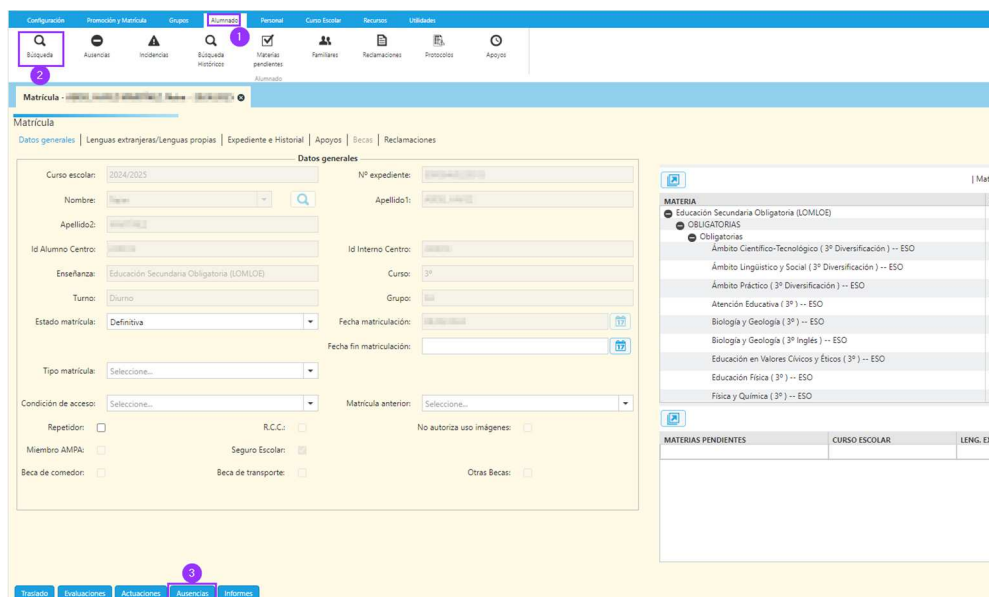 Configuración Promoción y Matrícula Grupos Alumnado Personal Curso Escolar Recursos Utilidades
1
Búsqueda Ausencias Incidencias Búsqueda Históricos Materias pendientes Familiares Reclamaciones Protocolos Apoyos
2
Alumnado
Matrícula -
Matrícula
Datos generales | Lenguas extranjeras/Lenguas propias | Expediente e Historial | Apoyos | Becas | Reclamaciones
Datos generales
Curso escolar: 2024/2025 Nº expediente:
Nombre: Apellido1:
Apellido2:
Id Alumno Centro: Id Interno Centro:
Enseñanza: Educación Secundaria Obligatoria (LOMLOE) Curso: 3º
Turno: Diurno Grupo:
Estado matrícula: Definitiva Fecha matriculación: 17
Fecha fin matriculación: 17
Tipo matrícula: Seleccione...
Condición de acceso: Seleccione... Matrícula anterior: Seleccione...
Repetidor: R.C.C.: No autoriza uso imágenes:
Miembro AMPA: Seguro Escolar:
Beca de comedor: Beca de transporte: Otras Becas:
| Mat
MATERIA
Educación Secundaria Obligatoria (LOMLOE)
OBLIGATORIAS
Obligatorias
Ámbito Científico-Tecnológico ( 3º Diversificación ) -- ESO
Ámbito Lingüístico y Social ( 3º Diversificación ) -- ESO
Ámbito Práctico ( 3º Diversificación ) -- ESO
Atención Educativa ( 3º ) -- ESO
Biología y Geología ( 3º ) -- ESO
Biología y Geología ( 3º Inglés ) -- ESO
Educación en Valores Cívicos y Éticos ( 3º ) -- ESO
Educación Física ( 3º ) -- ESO
Física y Química ( 3º ) -- ESO
MATERIAS PENDIENTES CURSO ESCOLAR LENG. EX
3
Traslado Evaluaciones Actuaciones Ausencias Informes